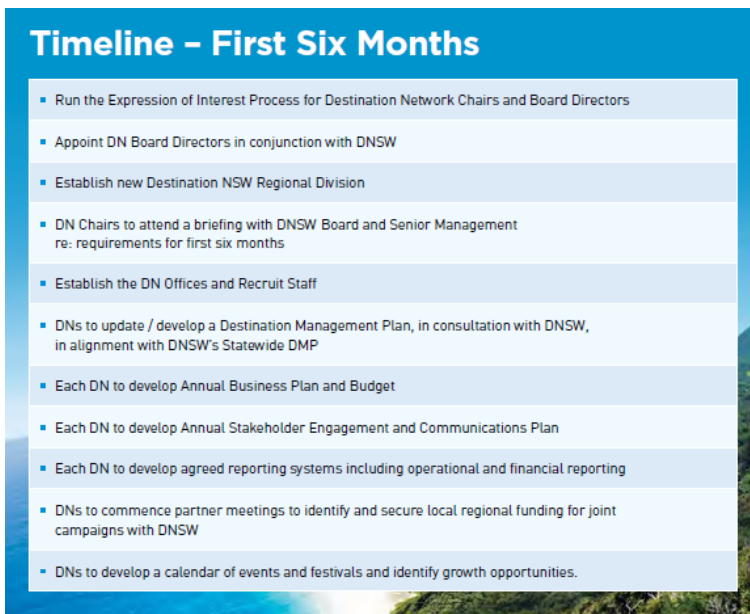 Timeline – First Six Months
▪ Run the Expression of Interest Process for Destination Network Chairs and Board Directors
▪ Appoint DN Board Directors in conjunction with DNSW
▪ Establish new Destination NSW Regional Division
▪ DN Chairs to attend a briefing with DNSW Board and Senior Management
re: requirements for first six months
▪ Establish the DN Offices and Recruit Staff
▪ DNs to update / develop a Destination Management Plan, in consultation with DNSW,
in alignment with DNSW's Statewide DMP
▪ Each DN to develop Annual Business Plan and Budget
▪ Each DN to develop Annual Stakeholder Engagement and Communications Plan
▪ Each DN to develop agreed reporting systems including operational and financial reporting
▪ DNs to commence partner meetings to identify and secure local regional funding for joint
campaigns with DNSW
▪ DNs to develop a calendar of events and festivals and identify growth opportunities.